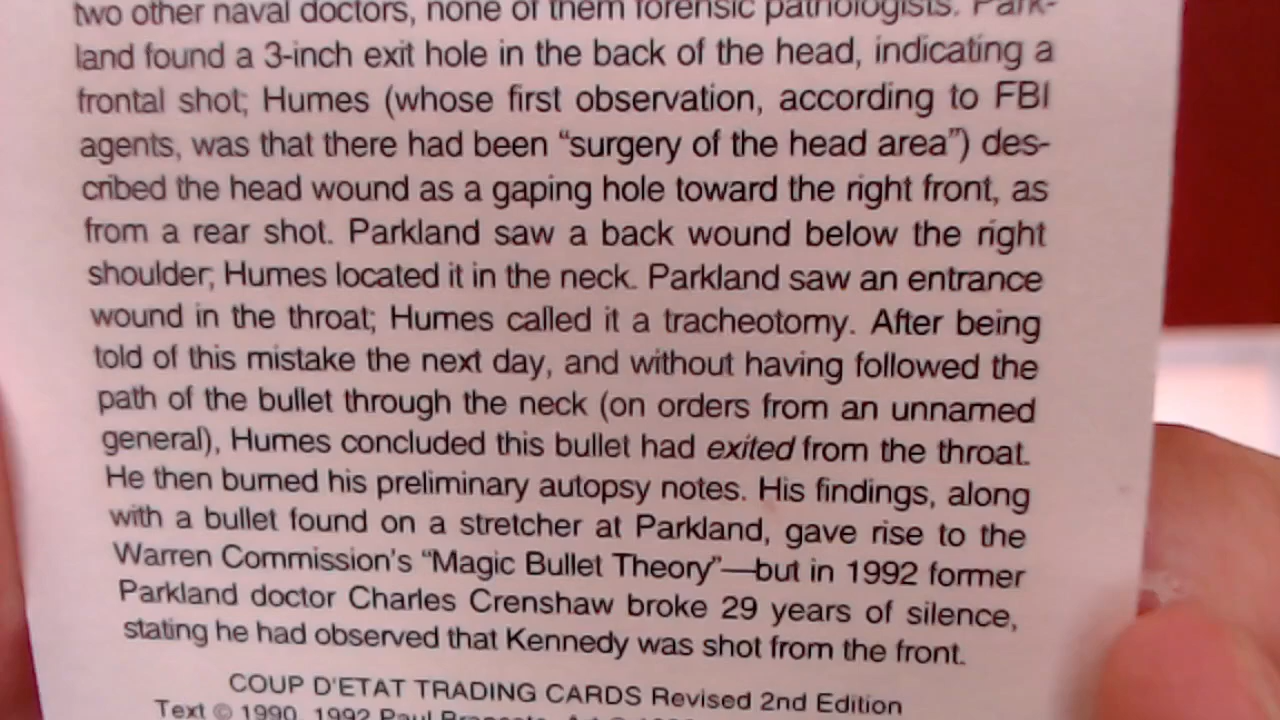 two other naval doctors, none of them forensic pathologists. Park-
land found a 3-inch exit hole in the back of the head, indicating a
frontal shot; Humes (whose first observation, according to FBI
agents, was that there had been “surgery of the head area”) des-
cribed the head wound as a gaping hole toward the right front, as
from a rear shot. Parkland saw a back wound below the right
shoulder; Humes located it in the neck. Parkland saw an entrance
wound in the throat; Humes called it a tracheotomy. After being
told of this mistake the next day, and without having followed the
path of the bullet through the neck (on orders from an unnamed
general), Humes concluded this bullet had exited from the throat.
He then burned his preliminary autopsy notes. His findings, along
with a bullet found on a stretcher at Parkland, gave rise to the
Warren Commission’s “Magic Bullet Theory”—but in 1992 former
Parkland doctor Charles Crenshaw broke 29 years of silence,
stating he had observed that Kennedy was shot from the front.
COUP D'ETAT TRADING CARDS Revised 2nd Edition
Text © 1990, 1992 Paul